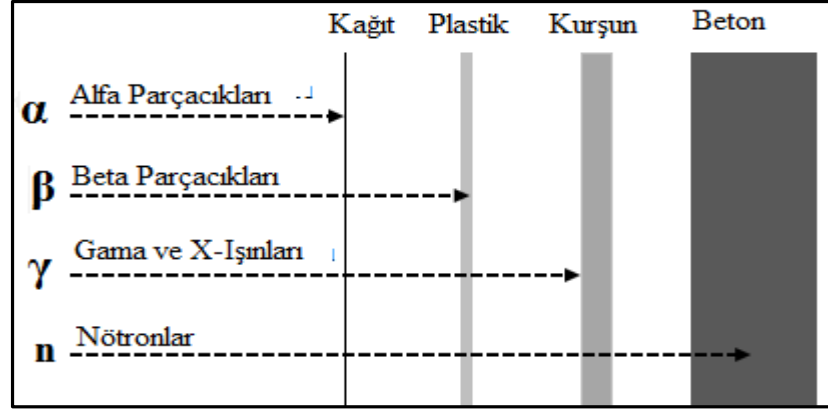 Kağıt Plastik Kurşun Beton
α Alfa Parçacıkları
β Beta Parçacıkları
γ Gama ve X-Işınları
n Nötronlar